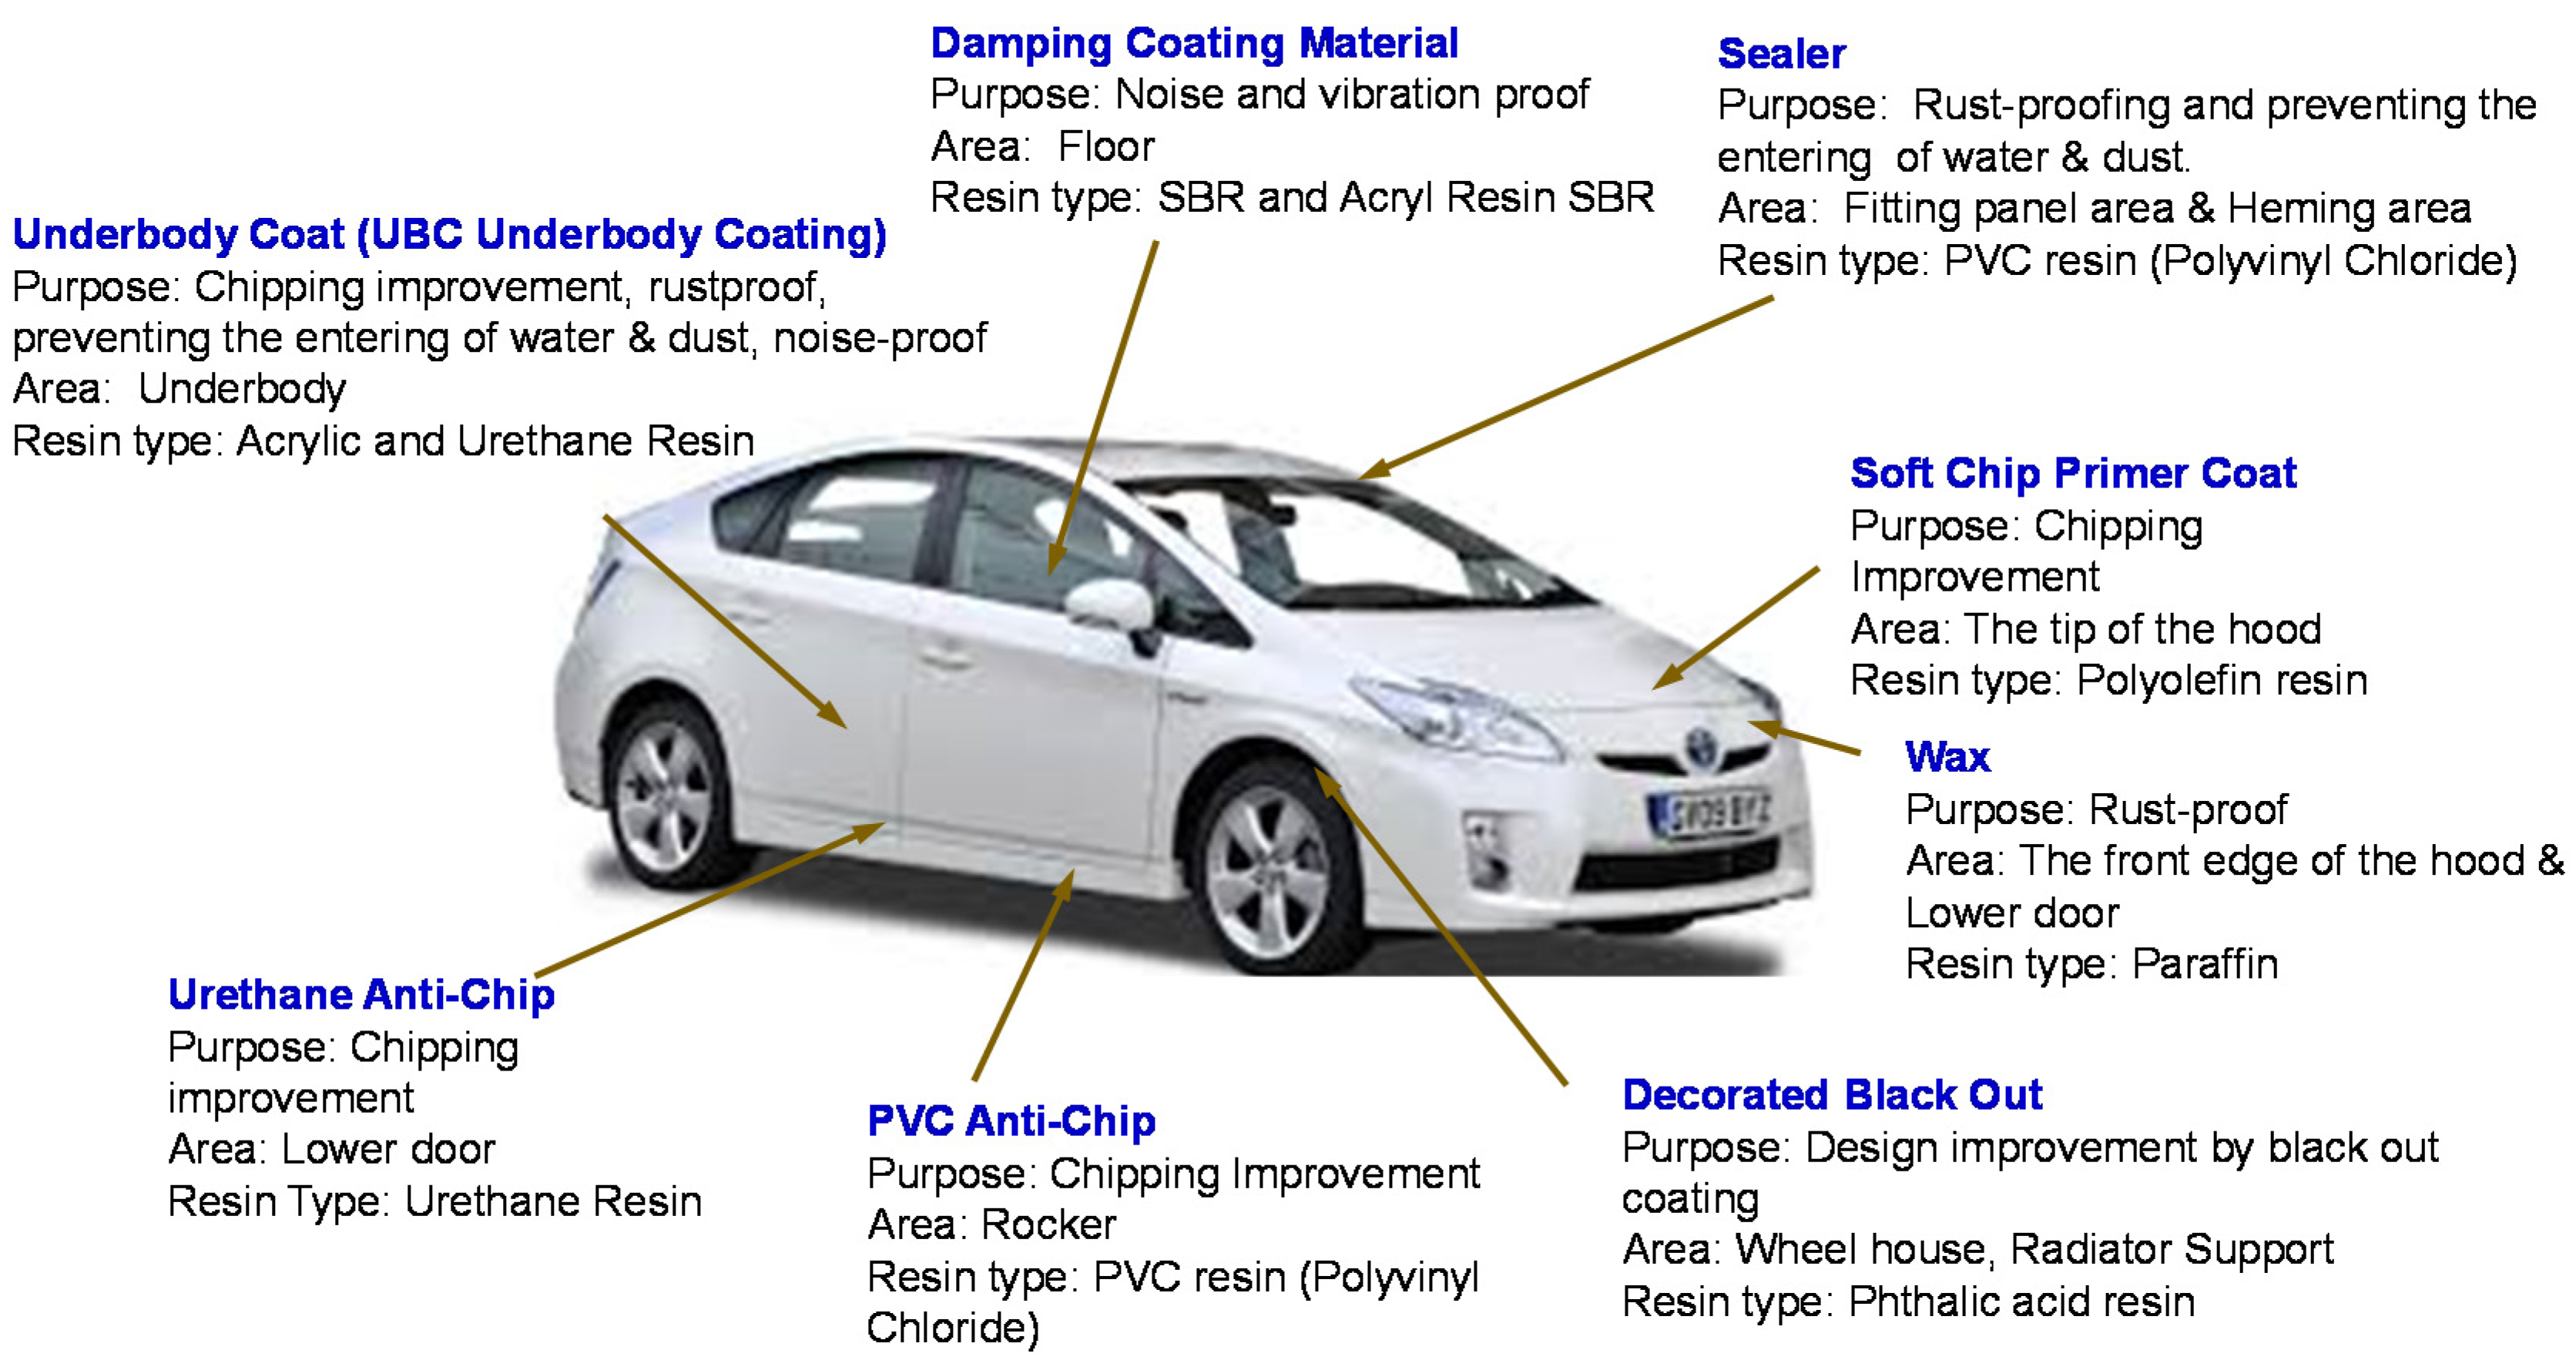 Damping Coating Material
Purpose: Noise and vibration proof
Area: Floor
Resin type: SBR and Acryl Resin SBR
Sealer
Purpose: Rust-proofing and preventing the
entering of water & dust.
Area: Fitting panel area & Heming area
Resin type: PVC resin (Polyvinyl Chloride)
Underbody Coat (UBC Underbody Coating)
Purpose: Chipping improvement, rustproof,
preventing the entering of water & dust, noise-proof
Area: Underbody
Resin type: Acrylic and Urethane Resin
Soft Chip Primer Coat
Purpose: Chipping
Improvement
Area: The tip of the hood
Resin type: Polyolefin resin
Wax
Purpose: Rust-proof
Area: The front edge of the hood &
Lower door
Resin type: Paraffin
Urethane Anti-Chip
Purpose: Chipping
improvement
Area: Lower door
Resin Type: Urethane Resin
PVC Anti-Chip
Purpose: Chipping Improvement
Area: Rocker
Resin type: PVC resin (Polyvinyl
Chloride)
Decorated Black Out
Purpose: Design improvement by black out
coating
Area: Wheel house, Radiator Support
Resin type: Phthalic acid resin